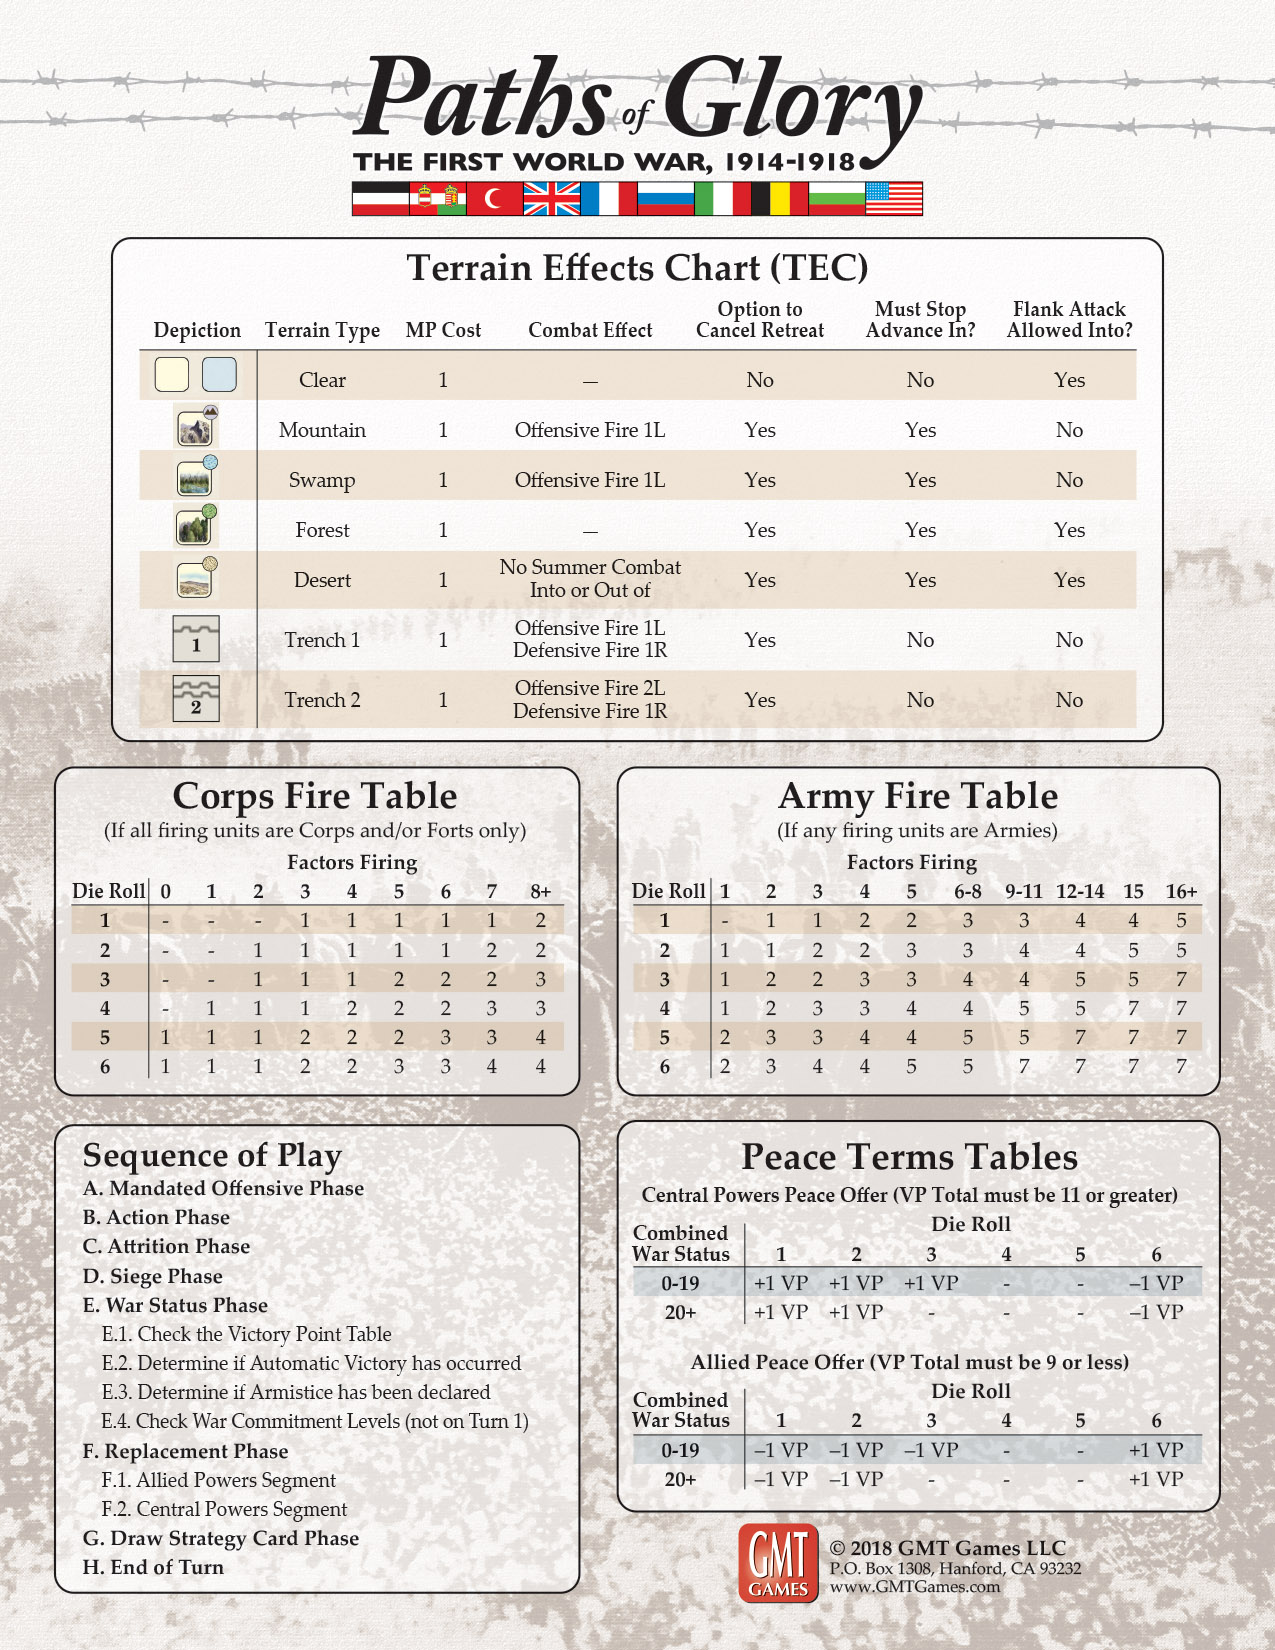 Paths of Glory
THE FIRST WORLD WAR, 1914-1918
Terrain Effects Chart (TEC)
Depiction Terrain Type MP Cost Combat Effect Option to Cancel Retreat Must Stop Advance In? Flank Attack Allowed Into?
Clear 1 — No No Yes
Mountain 1 Offensive Fire 1L Yes Yes No
Swamp 1 Offensive Fire 1L Yes Yes No
Forest 1 — Yes Yes Yes
Desert 1 No Summer Combat Into or Out of Yes Yes Yes
1 Trench 1 1 Offensive Fire 1L Defensive Fire 1R Yes No No
2 Trench 2 1 Offensive Fire 2L Defensive Fire 1R Yes No No
Corps Fire Table
(If all firing units are Corps and/or Forts only)
Factors Firing
Die Roll 0 1 2 3 4 5 6 7 8+
1 - - - 1 1 1 1 1 2
2 - - 1 1 1 1 1 2 2
3 - - 1 1 1 2 2 2 3
4 - 1 1 1 2 2 2 3 3
5 1 1 1 2 2 2 3 3 4
6 1 1 1 2 2 3 3 4 4
Army Fire Table
(If any firing units are Armies)
Factors Firing
Die Roll 1 2 3 4 5 6-8 9-11 12-14 15 16+
1 - 1 1 2 2 3 3 4 4 5
2 1 1 2 2 3 3 4 4 5 5
3 1 2 2 3 3 4 4 5 5 7
4 1 2 3 3 4 4 5 5 7 7
5 2 3 3 4 4 5 5 7 7 7
6 2 3 4 4 5 5 7 7 7 7
Sequence of Play
A. Mandated Offensive Phase
B. Action Phase
C. Attrition Phase
D. Siege Phase
E. War Status Phase
E.1. Check the Victory Point Table
E.2. Determine if Automatic Victory has occurred
E.3. Determine if Armistice has been declared
E.4. Check War Commitment Levels (not on Turn 1)
F. Replacement Phase
F.1. Allied Powers Segment
F.2. Central Powers Segment
G. Draw Strategy Card Phase
H. End of Turn
Peace Terms Tables
Central Powers Peace Offer (VP Total must be 11 or greater)
Die Roll
Combined War Status 1 2 3 4 5 6
0-19 +1 VP +1 VP +1 VP - - –1 VP
20+ +1 VP +1 VP - - - –1 VP
Allied Peace Offer (VP Total must be 9 or less)
Die Roll
Combined War Status 1 2 3 4 5 6
0-19 –1 VP –1 VP –1 VP - - +1 VP
20+ –1 VP –1 VP - - - +1 VP
GMT GAMES
© 2018 GMT Games LLC
P.O. Box 1308, Hanford, CA 93232
www.GMTGames.com